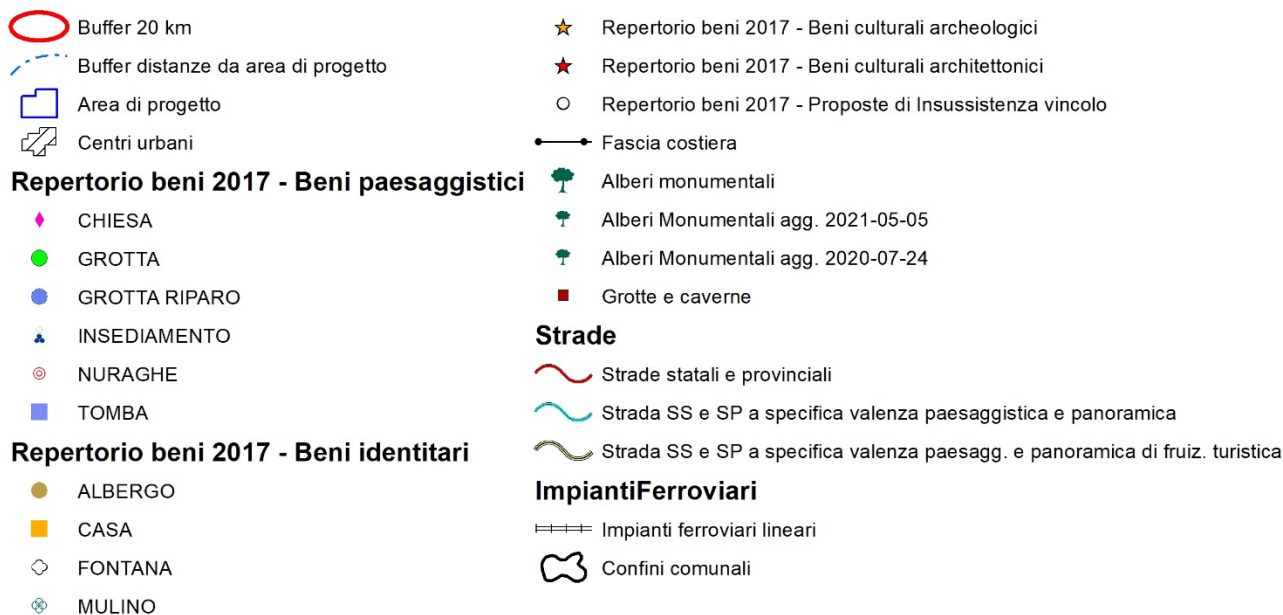 Buffer 20 km
Buffer distanze da area di progetto
Area di progetto
Centri urbani
Repertorio beni 2017 - Beni paesaggistici
CHIESA
GROTTA
GROTTA RIPARO
INSEDIAMENTO
NURAGHE
TOMBA
Repertorio beni 2017 - Beni identitari
ALBERGO
CASA
FONTANA
MULINO
Repertorio beni 2017 - Beni culturali archeologici
Repertorio beni 2017 - Beni culturali architettonici
Repertorio beni 2017 - Proposte di Insussistenza vincolo
Fascia costiera
Alberi monumentali
Alberi Monumentali agg. 2021-05-05
Alberi Monumentali agg. 2020-07-24
Grotte e caverne
Strade
Strade statali e provinciali
Strada SS e SP a specifica valenza paesaggistica e panoramica
Strada SS e SP a specifica valenza paesagg. e panoramica di fruiz. turistica
ImpiantiFerroviari
Impianti ferroviari lineari
Confini comunali